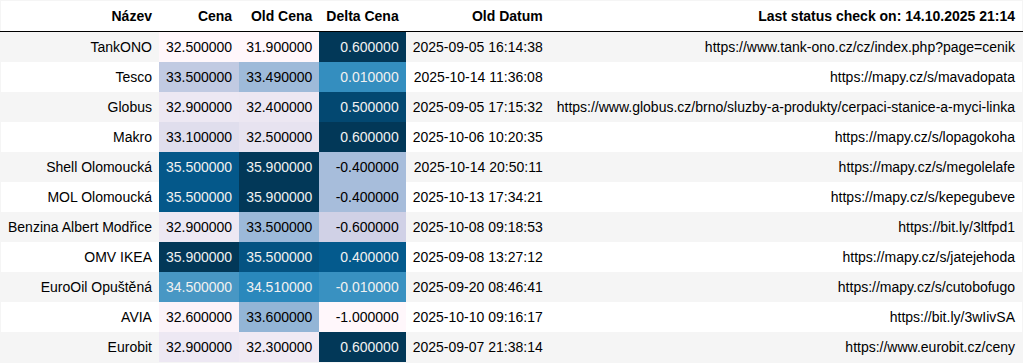 Název Cena Old Cena Delta Cena Old Datum Last status check on: 14.10.2025 21:14
TankONO 32.500000 31.900000 0.600000 2025-09-05 16:14:38 https://www.tank-ono.cz/cz/index.php?page=cenik
Tesco 33.500000 33.490000 0.010000 2025-10-14 11:36:08 https://mapy.cz/s/mavadopata
Globus 32.900000 32.400000 0.500000 2025-09-05 17:15:32 https://www.globus.cz/brno/sluzby-a-produkty/cerpaci-stanice-a-myci-linka
Makro 33.100000 32.500000 0.600000 2025-10-06 10:20:35 https://mapy.cz/s/lopagokoha
Shell Olomoucká 35.500000 35.900000 -0.400000 2025-10-14 20:50:11 https://mapy.cz/s/megolelafe
MOL Olomoucká 35.500000 35.900000 -0.400000 2025-10-13 17:34:21 https://mapy.cz/s/kepegubeve
Benzina Albert Modřice 32.900000 33.500000 -0.600000 2025-10-08 09:18:53 https://bit.ly/3ltfpd1
OMV IKEA 35.900000 35.500000 0.400000 2025-09-08 13:27:12 https://mapy.cz/s/jatejehoda
EuroOil Opuštěná 34.500000 34.510000 -0.010000 2025-09-20 08:46:41 https://mapy.cz/s/cutobofugo
AVIA 32.600000 33.600000 -1.000000 2025-10-10 09:16:17 https://bit.ly/3wIivSA
Eurobit 32.900000 32.300000 0.600000 2025-09-07 21:38:14 https://www.eurobit.cz/ceny